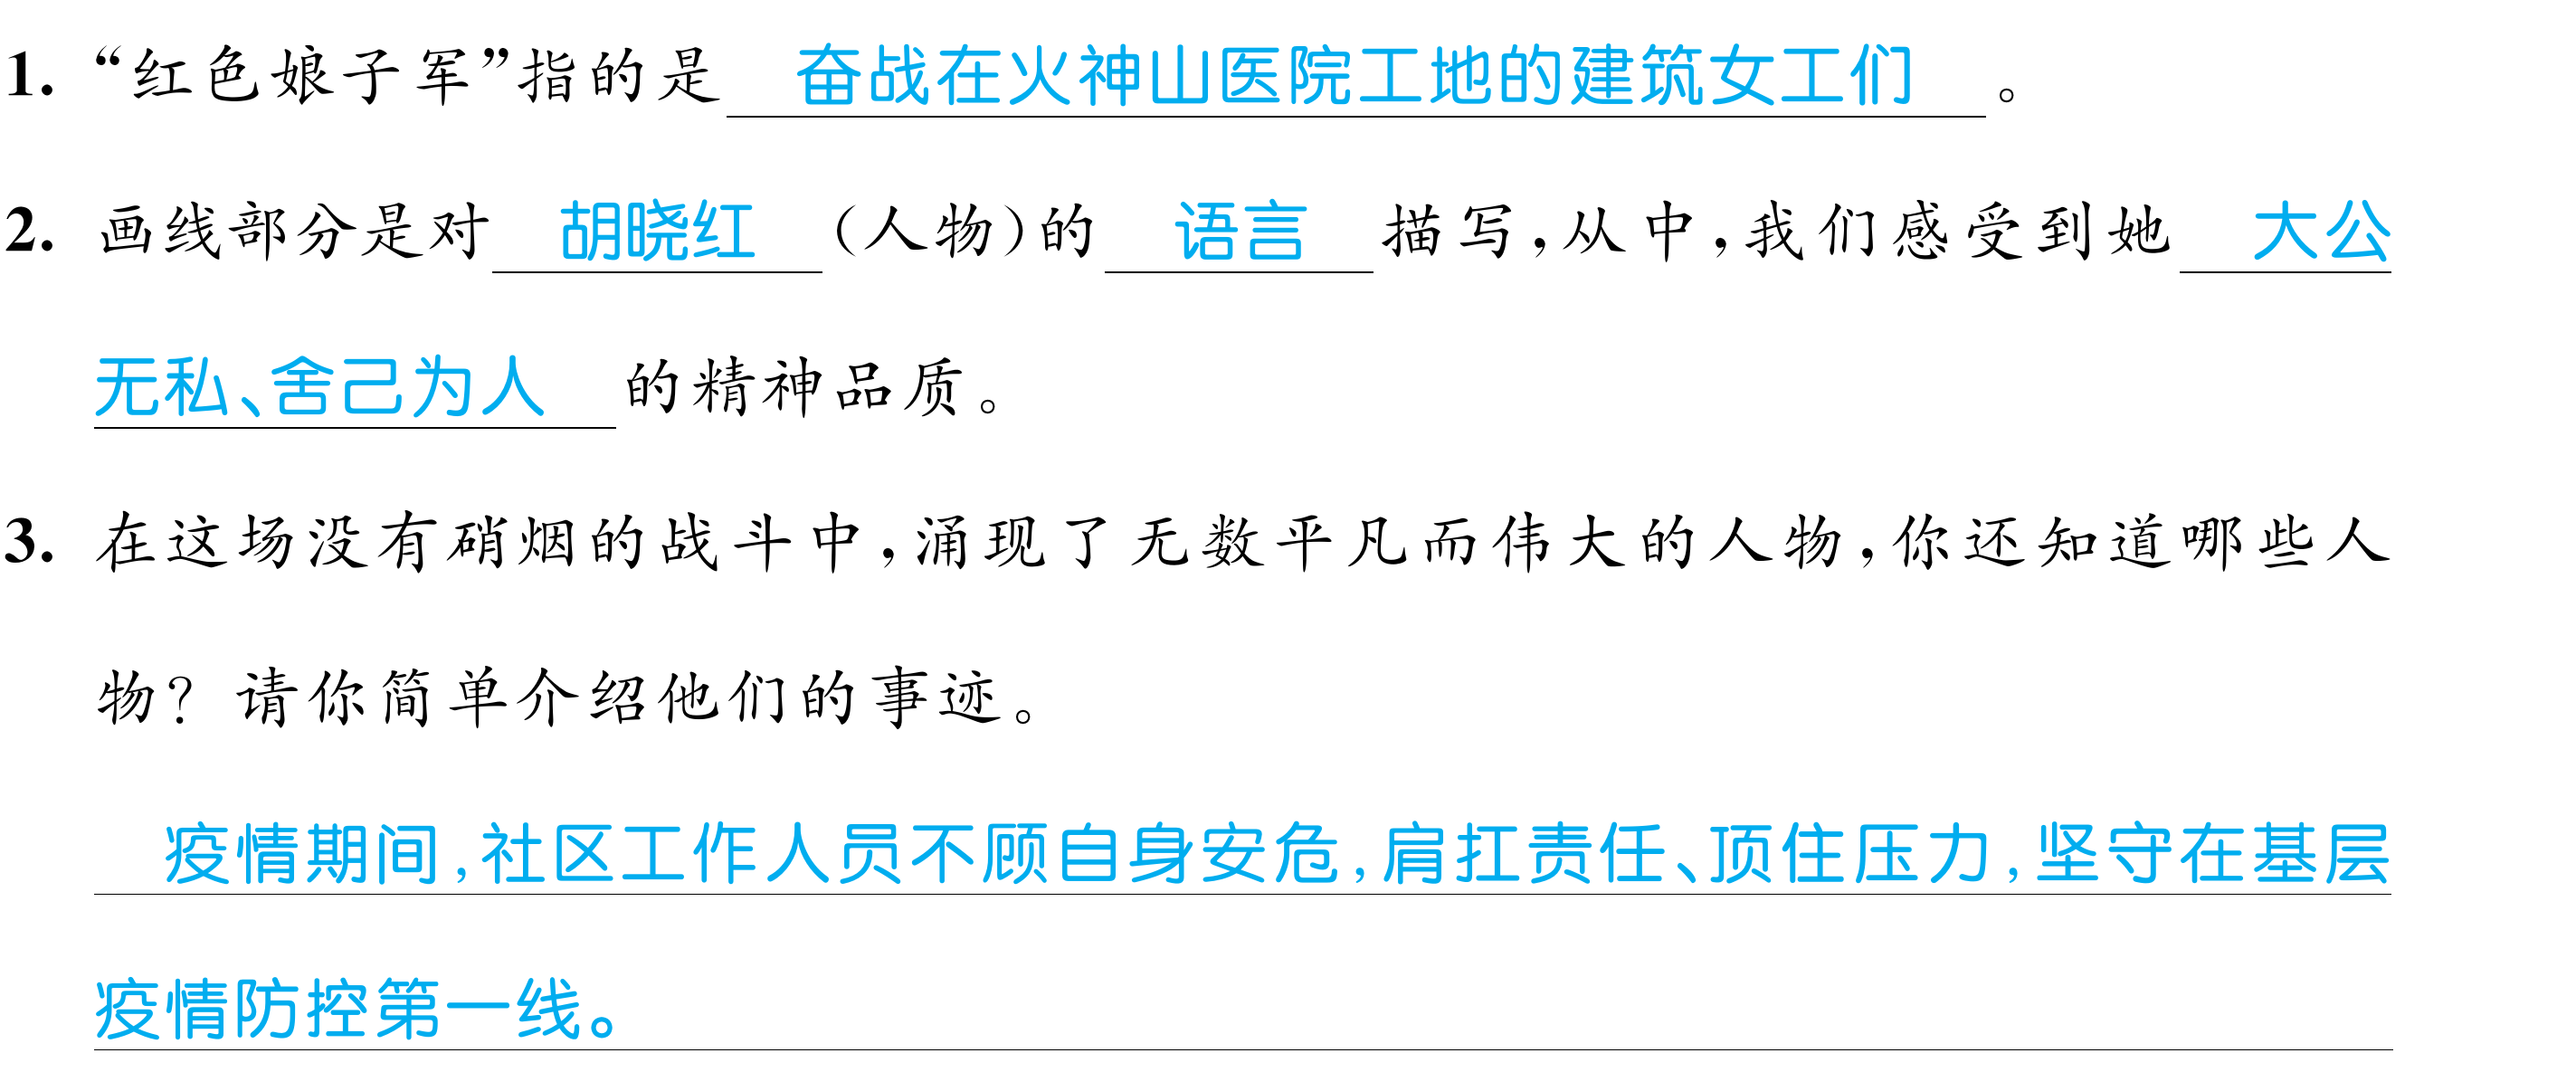 1. “红色娘子军”指的是 奋战在火神山医院工地的建筑女工们 。
2. 画线部分是对 胡晓红 (人物)的 语言 描写,从中,我们感受到她 大公
无私、舍己为人 的精神品质。
3. 在这场没有硝烟的战斗中,涌现了无数平凡而伟大的人物,你还知道哪些人
物? 请你简单介绍他们的事迹。
疫情期间,社区工作人员不顾自身安危,肩扛责任、顶住压力,坚守在基层
疫情防控第一线。